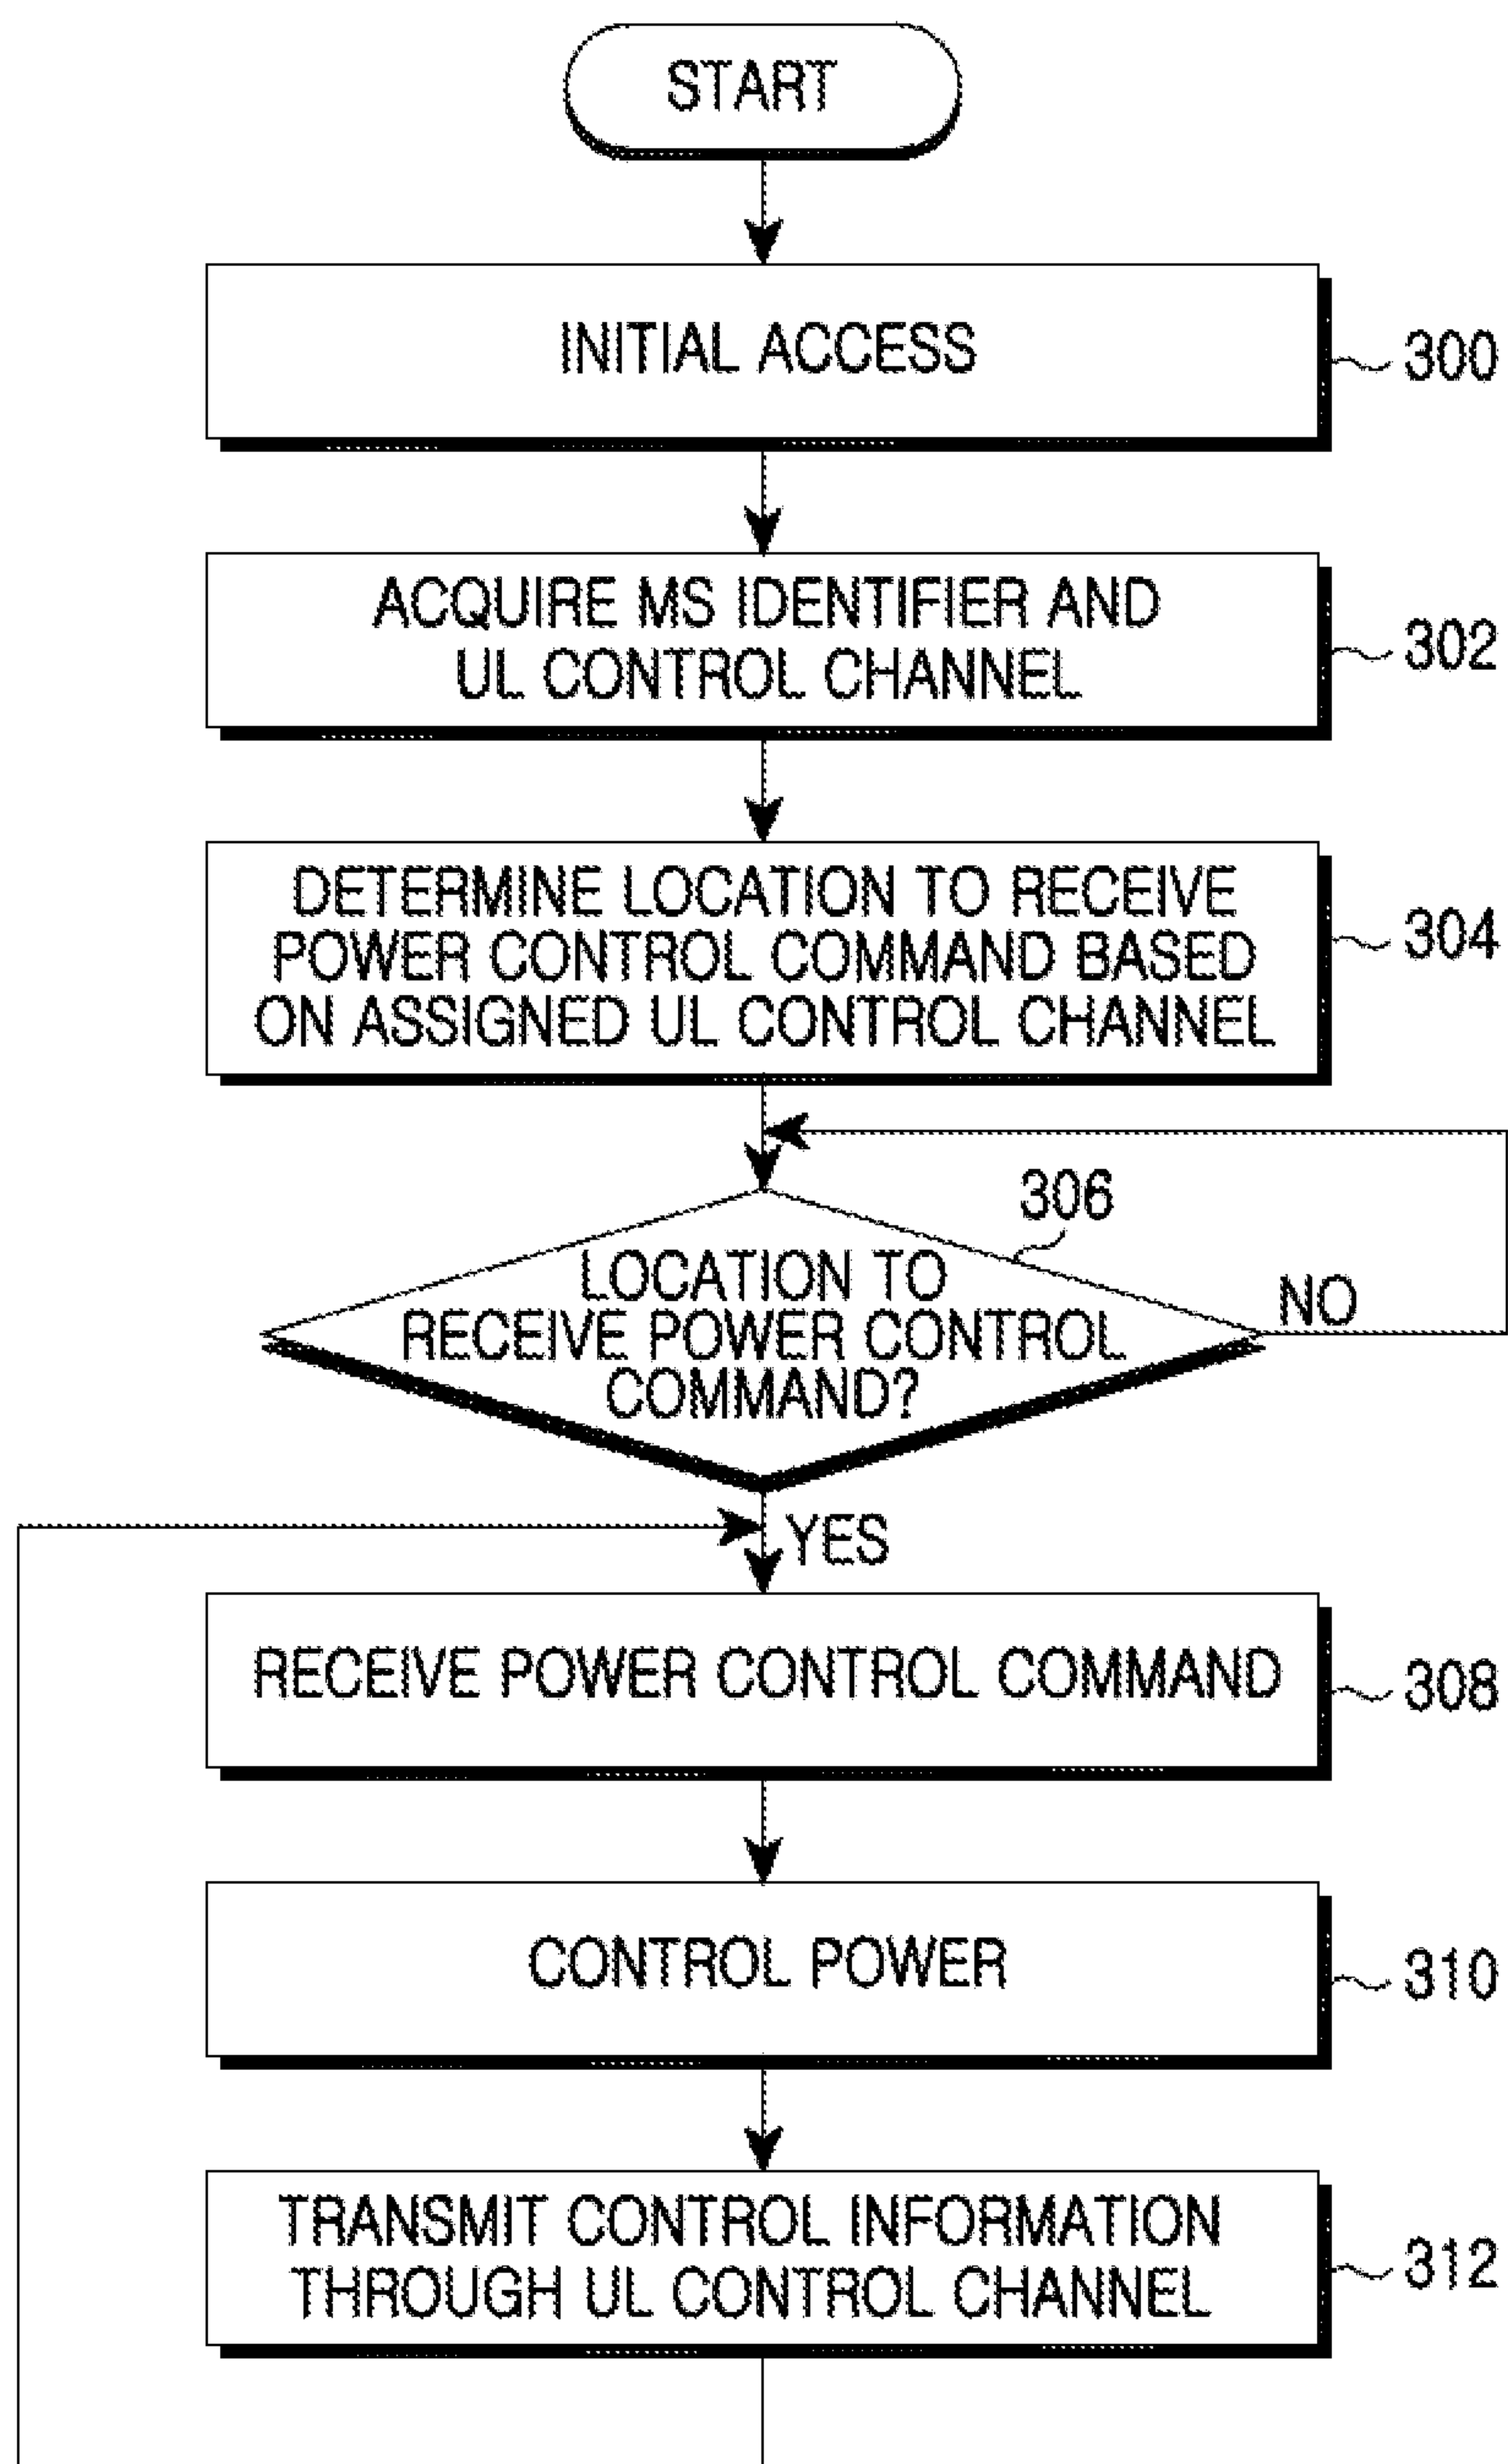 START
INITIAL ACCESS
300
ACQUIRE MS IDENTIFIER AND
UL CONTROL CHANNEL
302
DETERMINE LOCATION TO RECEIVE
POWER CONTROL COMMAND BASED
ON ASSIGNED UL CONTROL CHANNEL
304
306
LOCATION TO
RECEIVE POWER CONTROL
COMMAND?
NO
YES
RECEIVE POWER CONTROL COMMAND
308
CONTROL POWER
310
TRANSMIT CONTROL INFORMATION
THROUGH UL CONTROL CHANNEL
312